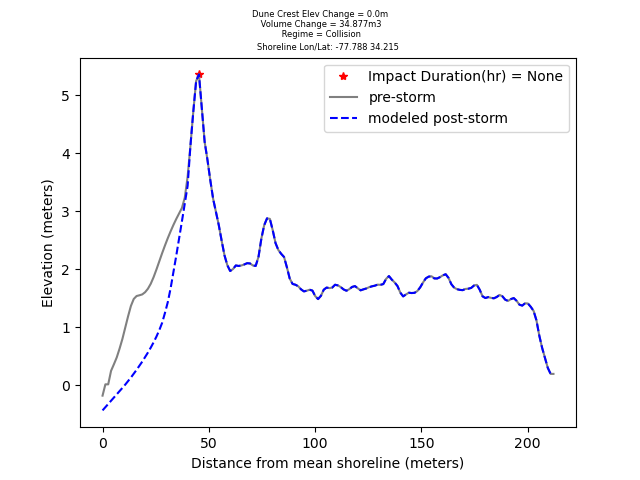 Dune Crest Elev Change = 0.0m
Volume Change = 34.877m3
Regime = Collision
Shoreline Lon/Lat: -77.788 34.215
Impact Duration(hr) = None
pre-storm
modeled post-storm
Elevation (meters)
5
4
3
2
1
0
0 50 100 150 200
Distance from mean shoreline (meters)